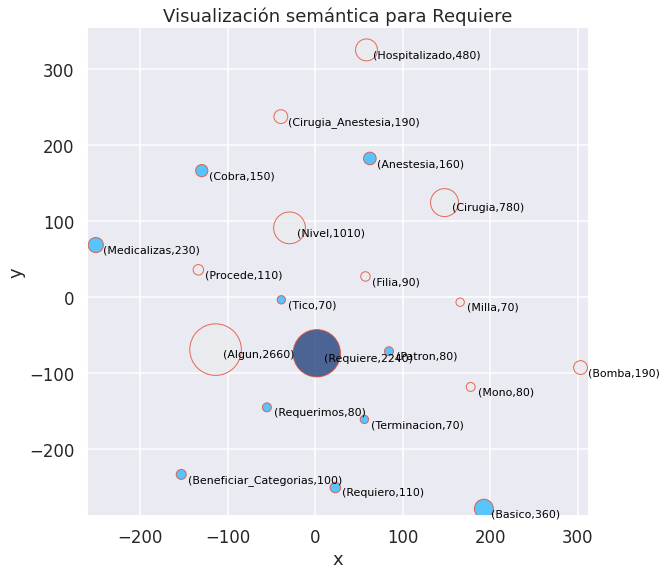 Visualización semántica para Requiere
300
200
100
0
−100
−200
y
(Hospitalizado,480)
(Cirugia_Anestesia,190)
(Anestesia,160)
(Cobra,150)
(Cirugia,780)
(Nivel,1010)
(Medicalizas,230)
(Procede,110)
(Filia,90)
(Tico,70)
(Milla,70)
(Algun,2660)
(Requiere,2240)
(Patron,80)
(Bomba,190)
(Mono,80)
(Requerimos,80)
(Terminacion,70)
(Beneficiar_Categorias,100)
(Requiero,110)
(Basico,360)
−200 −100 0 100 200 300
x